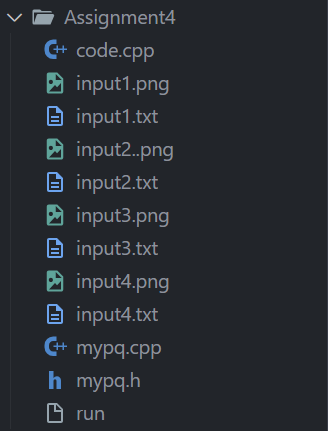 Assignment4
code.cpp
input1.png
input1.txt
input2..png
input2.txt
input3.png
input3.txt
input4.png
input4.txt
mypq.cpp
mypq.h
run